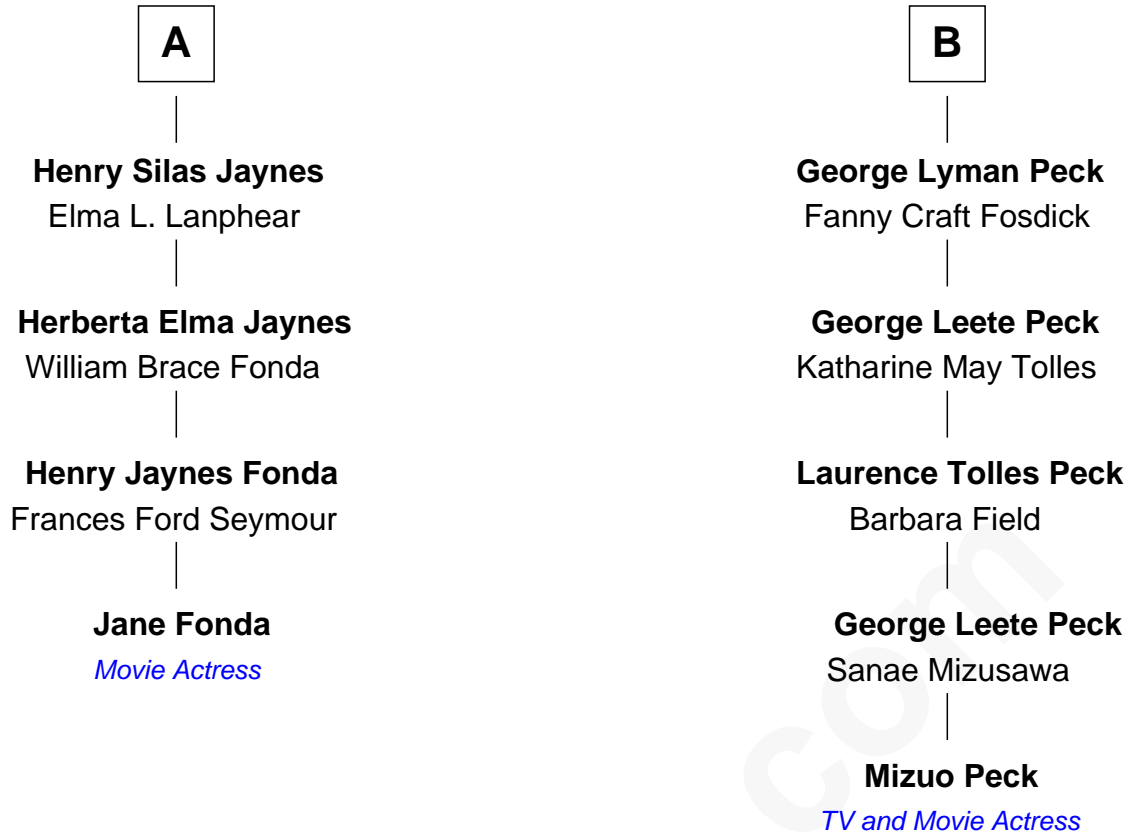 A
Henry Silas Jaynes
Elma L. Lanphear
Herberta Elma Jaynes
William Brace Fonda
Henry Jaynes Fonda
Frances Ford Seymour
Jane Fonda
Movie Actress
B
George Lyman Peck
Fanny Craft Fosdick
George Leete Peck
Katharine May Tolles
Laurence Tolles Peck
Barbara Field
George Leete Peck
Sanae Mizusawa
Mizuo Peck
TV and Movie Actress
com